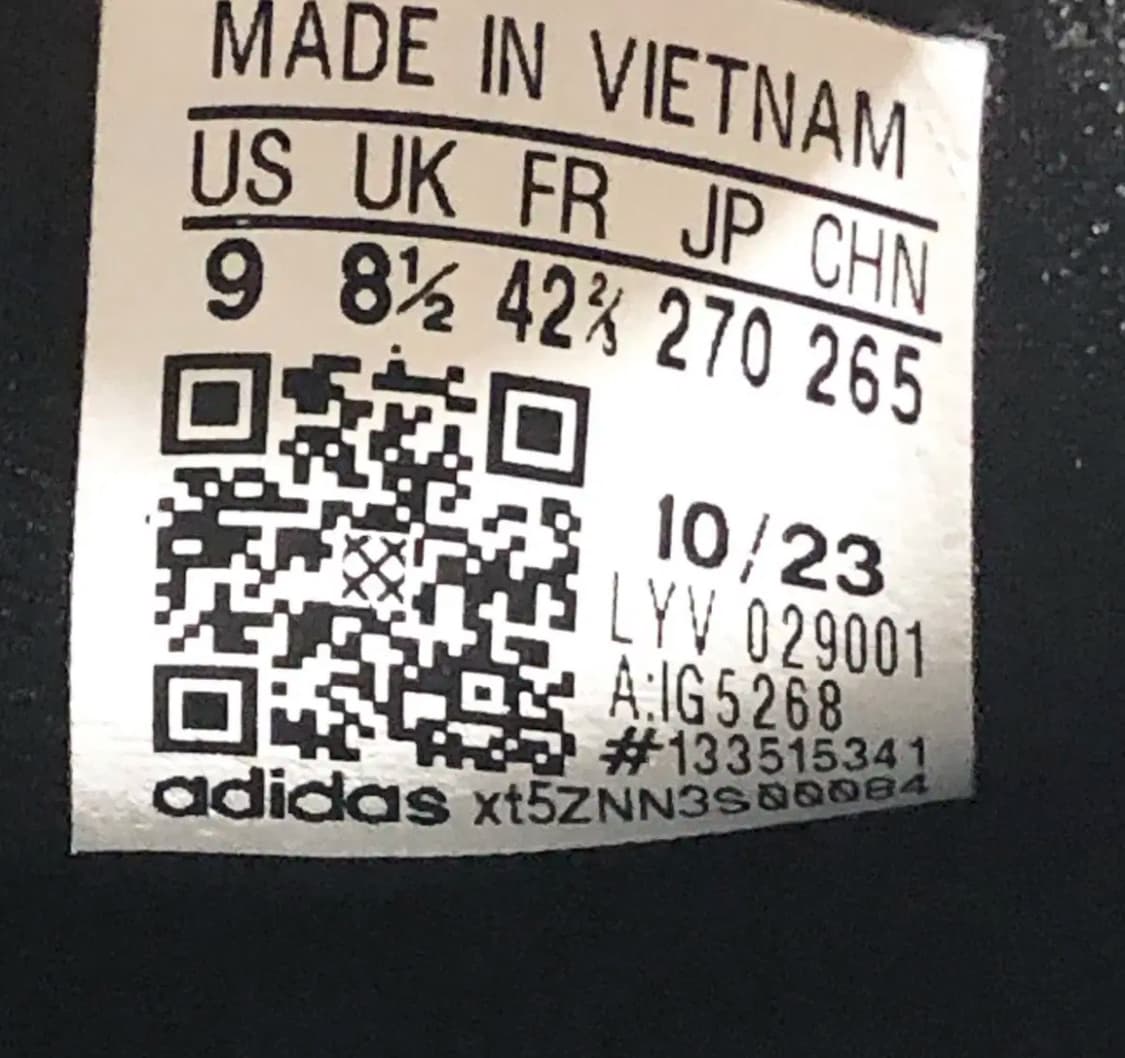 MADE IN VIETNAM
US UK FR JP CHN
9 8½ 42⅔ 270 265
10/23
LYV 029001
A:IG5268
#133515341
adidas xt5ZNN3S00084